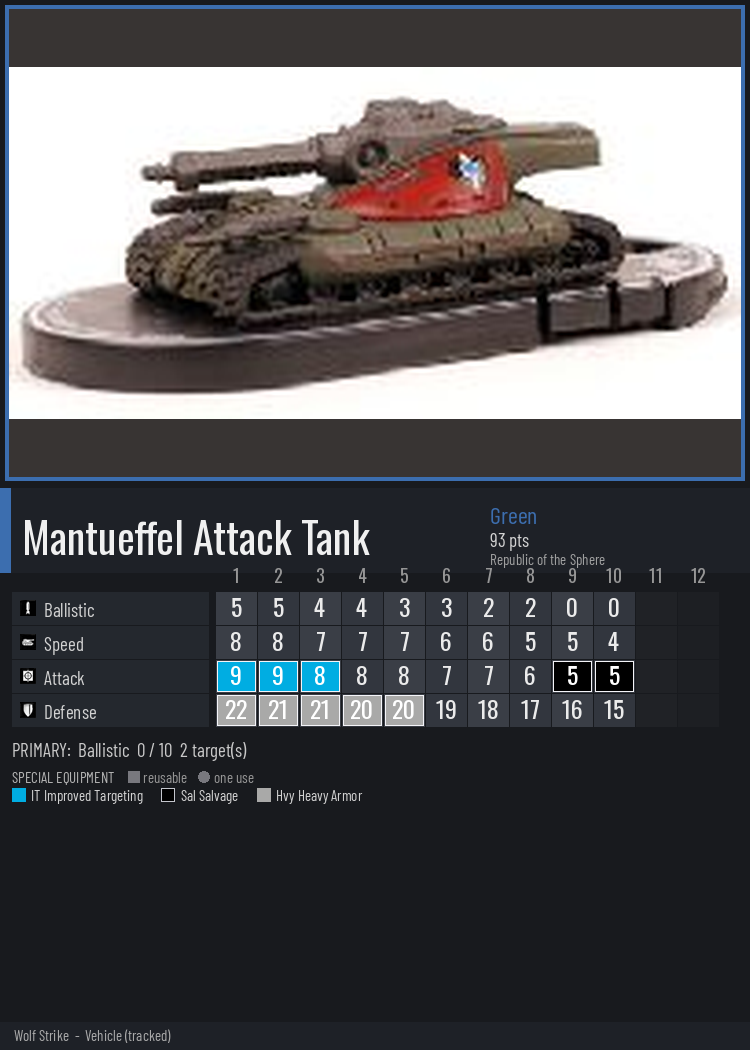 Mantueffel Attack Tank
Green
93 pts
Republic of the Sphere
1 2 3 4 5 6 7 8 9 10 11 12
Ballistic 5 5 4 4 3 3 2 2 0 0
Speed 8 8 7 7 7 6 6 5 5 4
Attack 9 9 8 8 8 7 7 6 5 5
Defense 22 21 21 20 20 19 18 17 16 15
PRIMARY: Ballistic 0 / 10 2 target(s)
SPECIAL EQUIPMENT reusable one use
IT Improved Targeting Sal Salvage Hvy Heavy Armor
Wolf Strike - Vehicle (tracked)